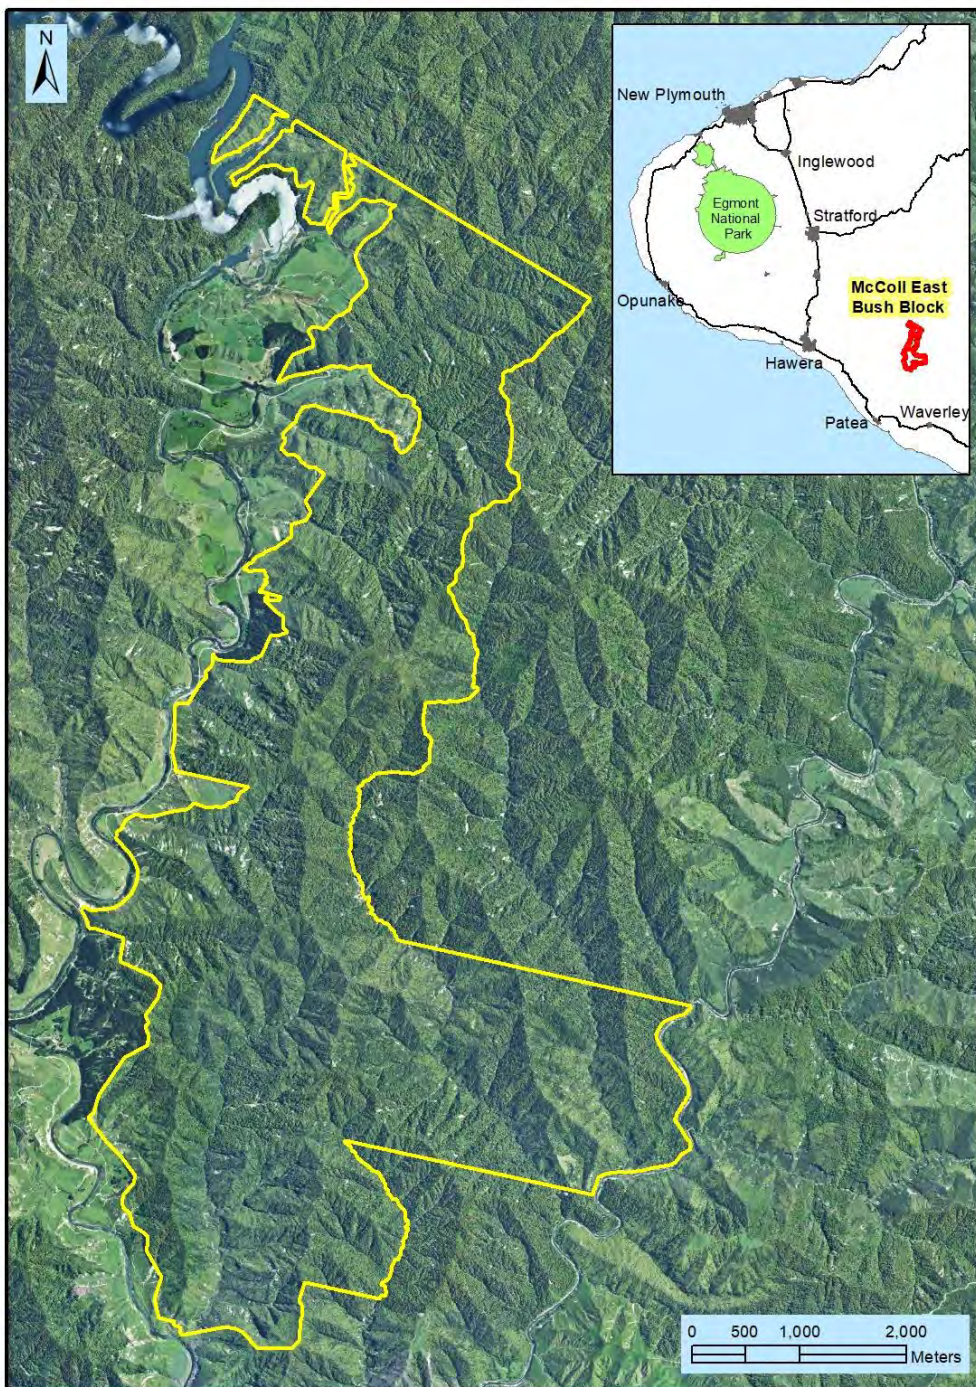 N
New Plymouth
Inglewood
Egmont
National
Park
Stratford
McColl East
Bush Block
Opunake
Hawera
Patea
Waverley
0 500 1,000 2,000
Meters